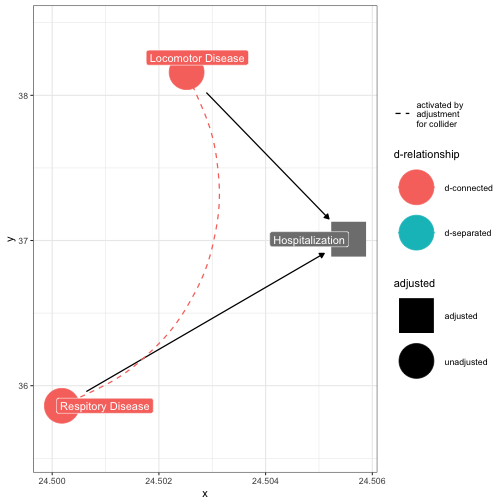 Locomotor Disease
38
37
36
y
Hospitalization
Respitory Disease
24.500
24.502
24.504
24.506
x
activated by
adjustment
for collider
d-relationship
d-connected
d-separated
adjusted
adjusted
unadjusted